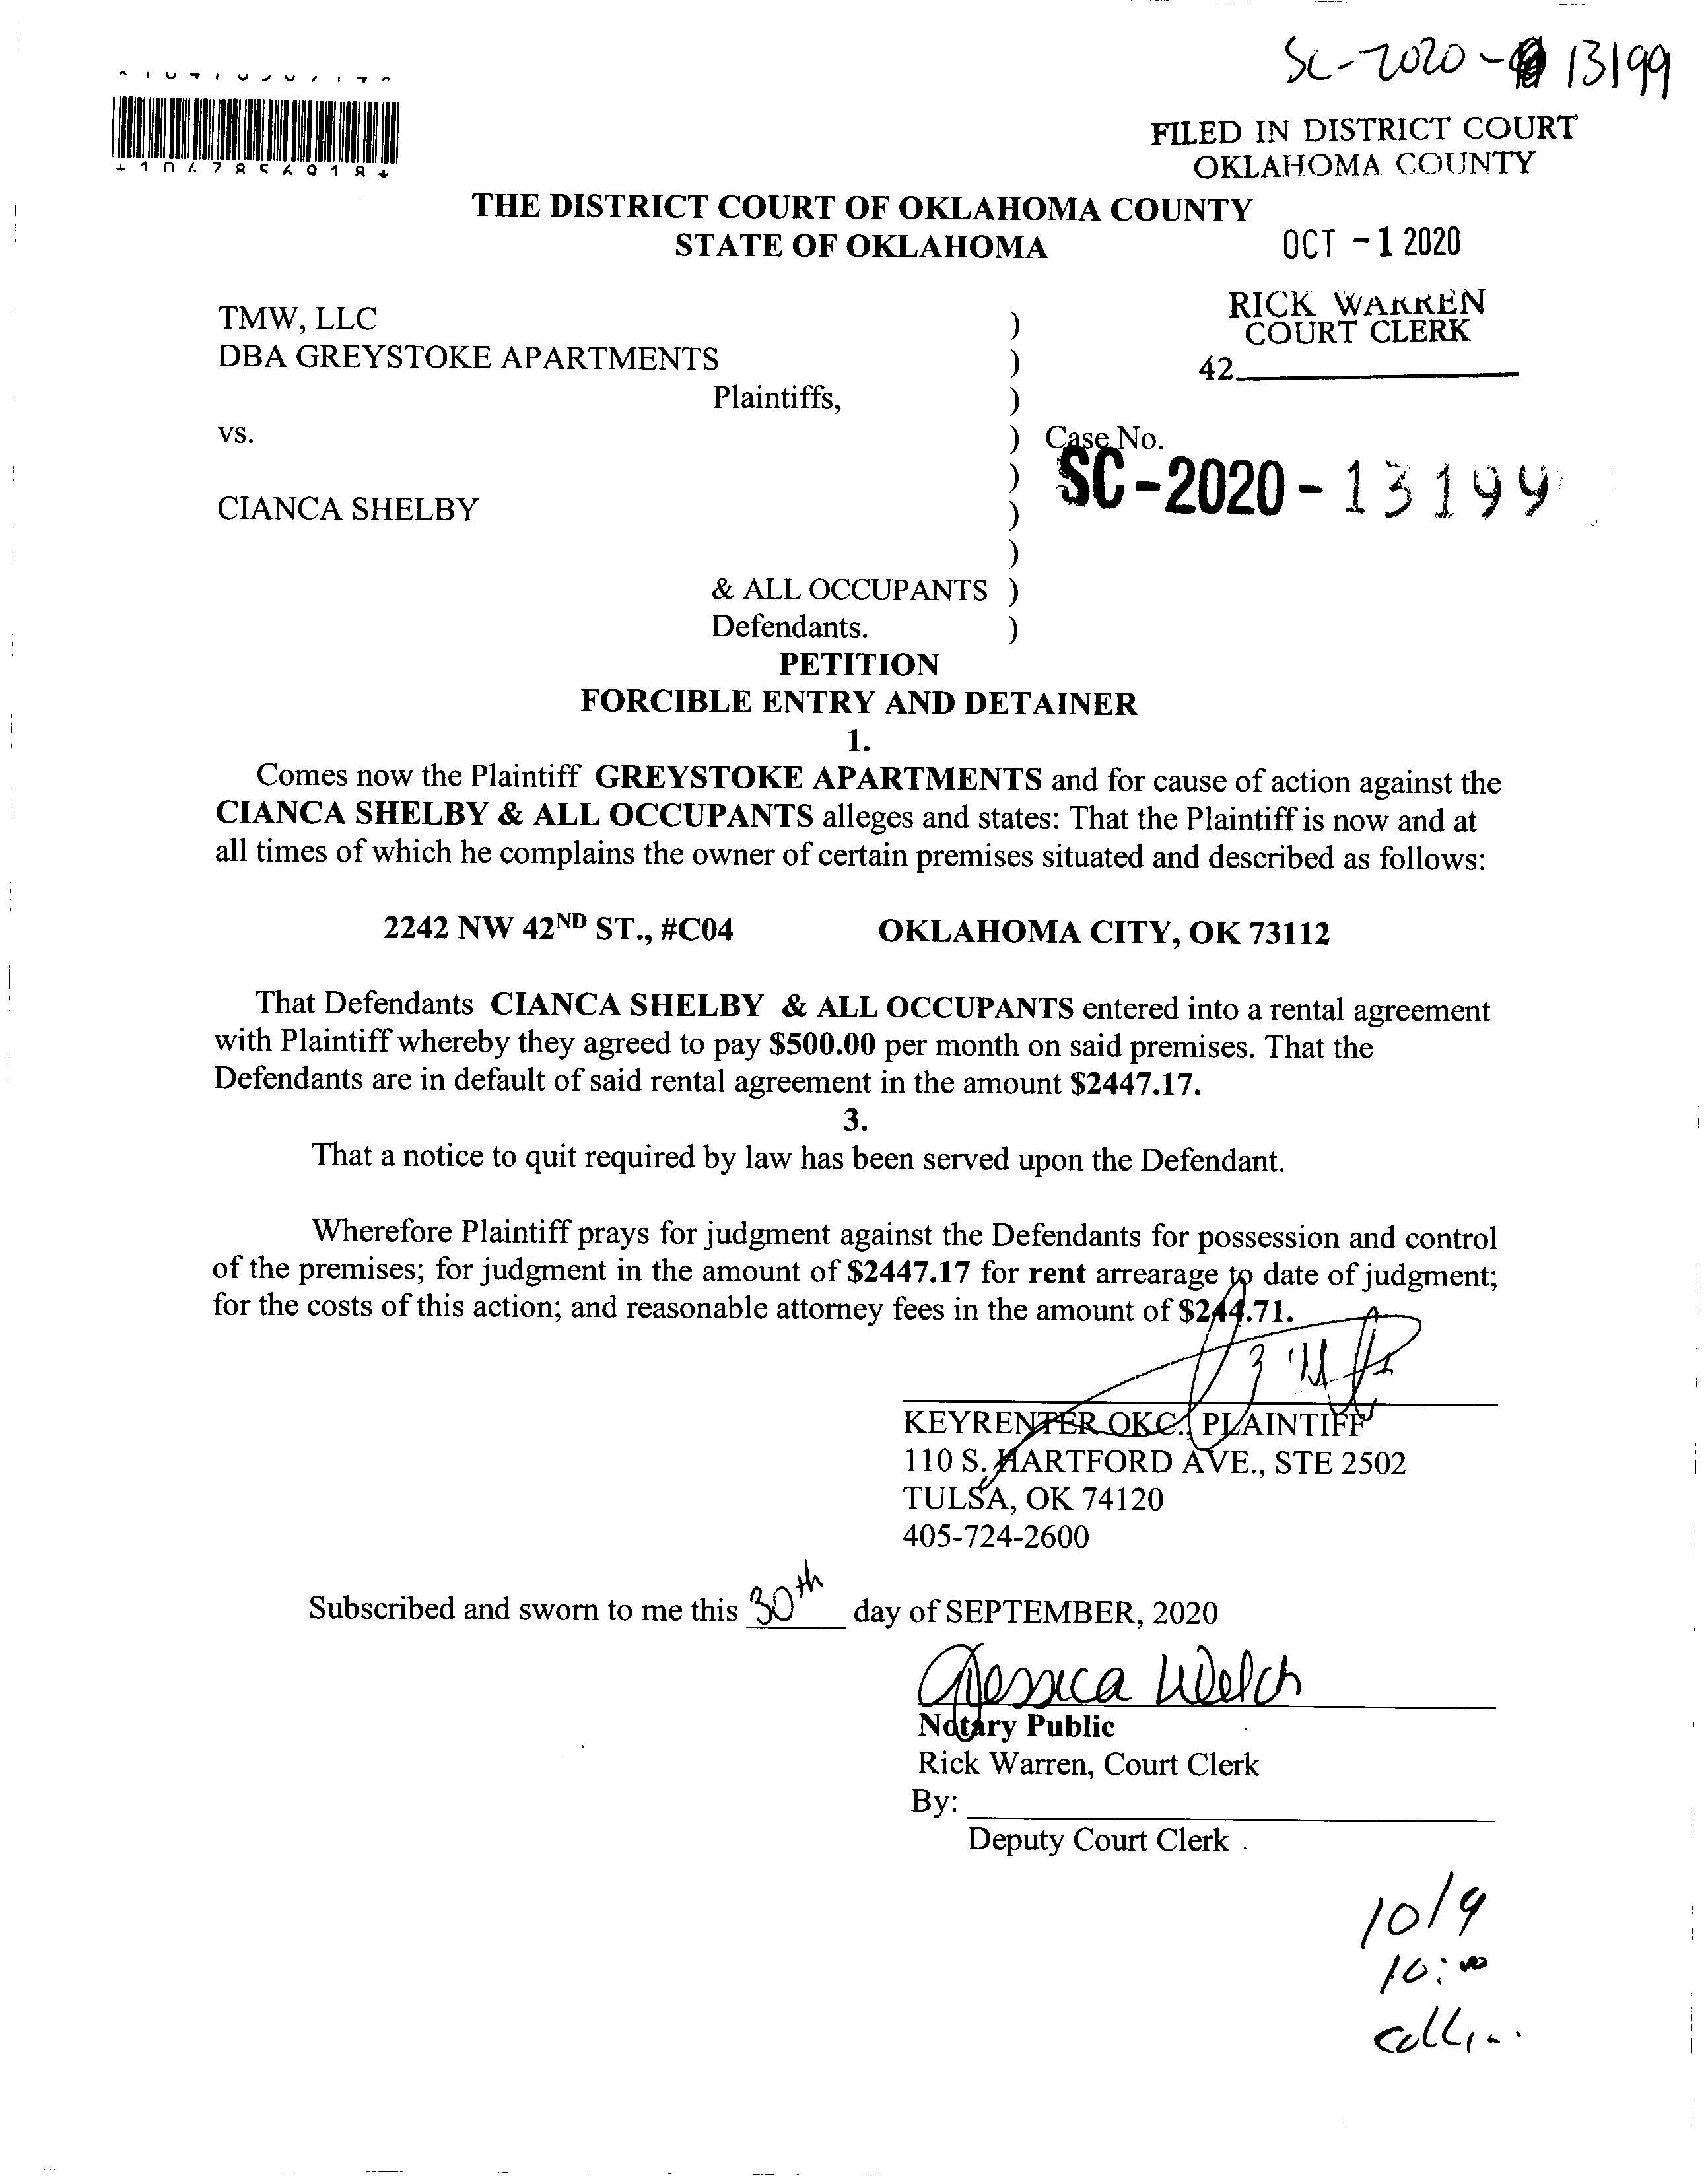 SC-2020- 13199
FILED IN DISTRICT COURT
OKLAHOMA COUNTY
THE DISTRICT COURT OF OKLAHOMA COUNTY
STATE OF OKLAHOMA
OCT -1 2020
RICK WARREN
COURT CLERK
42
TMW, LLC )
DBA GREYSTOKE APARTMENTS )
Plaintiffs, )
vs. ) Case No.
) SC-2020-13199
CIANCA SHELBY )
)
& ALL OCCUPANTS )
Defendants. )
PETITION
FORCIBLE ENTRY AND DETAINER
1.
Comes now the Plaintiff GREYSTOKE APARTMENTS and for cause of action against the
CIANCA SHELBY & ALL OCCUPANTS alleges and states: That the Plaintiff is now and at
all times of which he complains the owner of certain premises situated and described as follows:
2242 NW 42ND ST., #C04 OKLAHOMA CITY, OK 73112
That Defendants CIANCA SHELBY & ALL OCCUPANTS entered into a rental agreement
with Plaintiff whereby they agreed to pay $500.00 per month on said premises. That the
Defendants are in default of said rental agreement in the amount $2447.17.
3.
That a notice to quit required by law has been served upon the Defendant.
Wherefore Plaintiff prays for judgment against the Defendants for possession and control
of the premises; for judgment in the amount of $2447.17 for rent arrearage to date of judgment;
for the costs of this action; and reasonable attorney fees in the amount of $244.71.
KEYRENTER OKC., PLAINTIFF
110 S. HARTFORD AVE., STE 2502
TULSA, OK 74120
405-724-2600
Subscribed and sworn to me this 30th day of SEPTEMBER, 2020
Jessica Welch
Notary Public
Rick Warren, Court Clerk
By:
Deputy Court Clerk
10/9
10:00